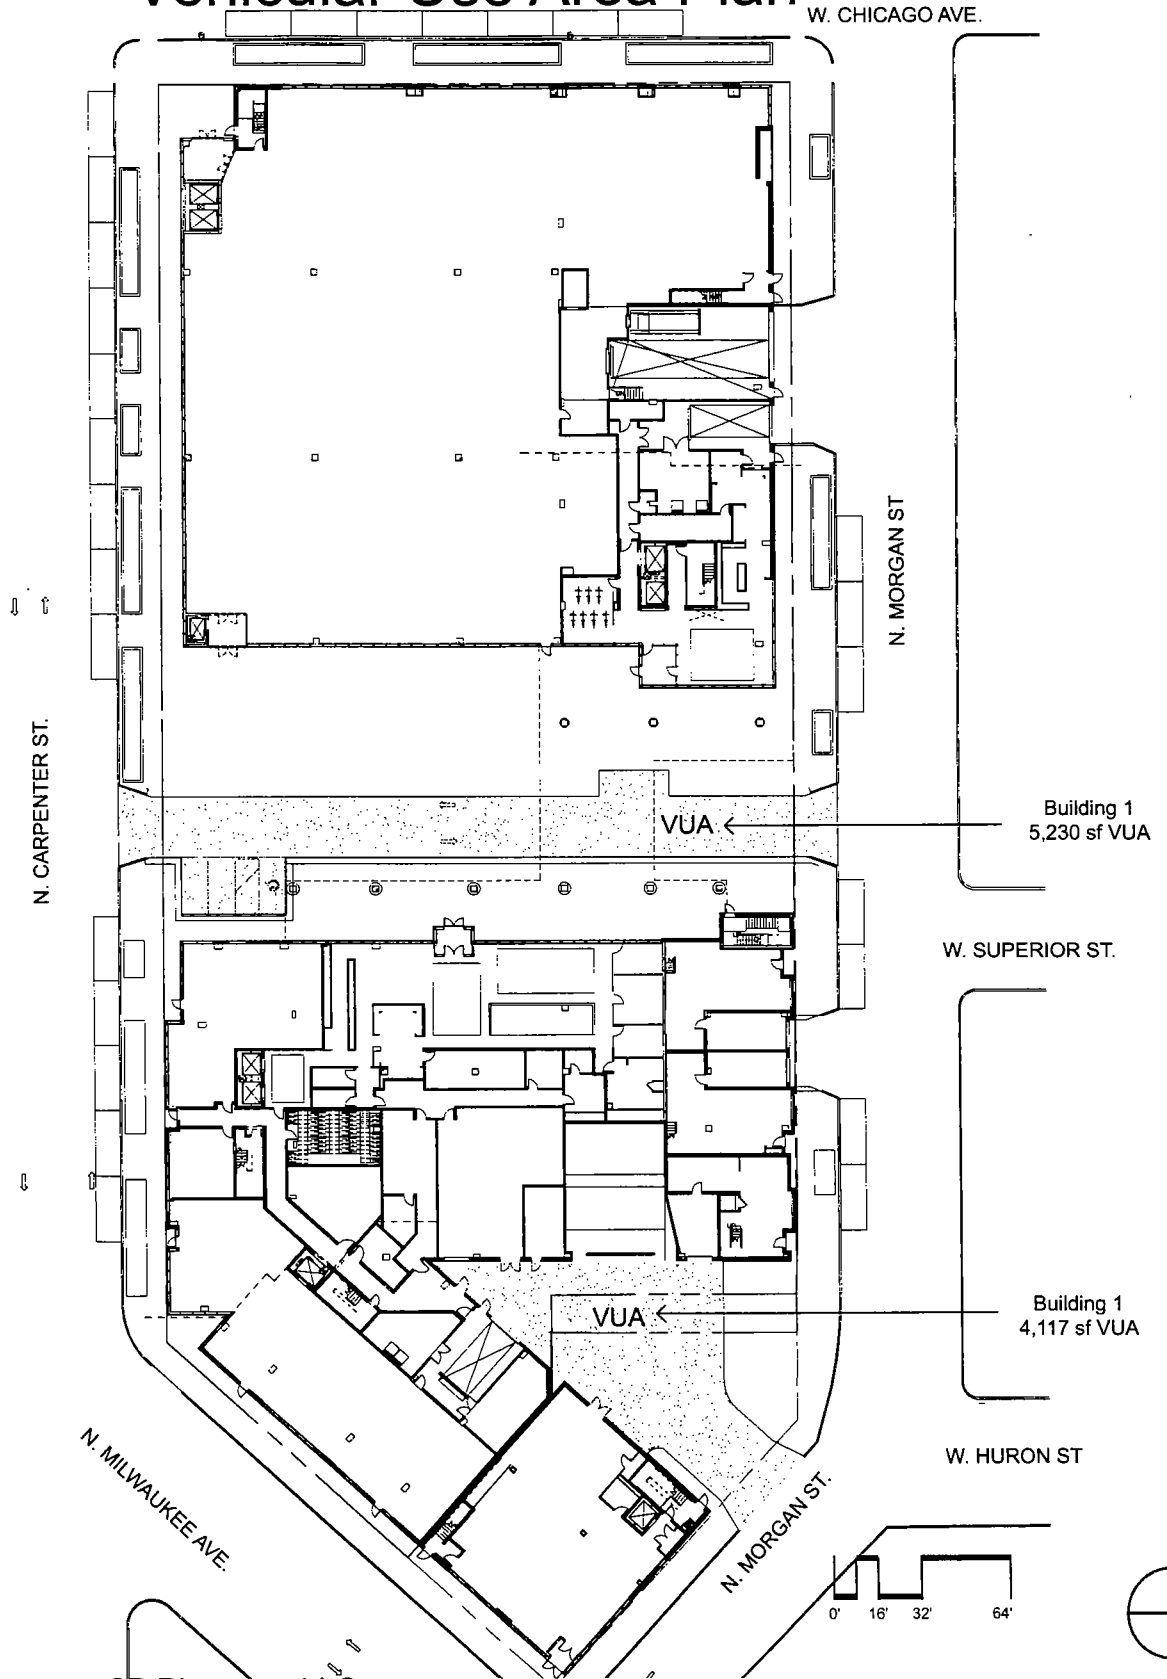 Vehicular Use Area Plan
W. CHICAGO AVE.
N. MORGAN ST
N. CARPENTER ST.
VUA
Building 1
5,230 sf VUA
W. SUPERIOR ST.
VUA
Building 1
4,117 sf VUA
N. MILWAUKEE AVE.
N. MORGAN ST.
W. HURON ST
0' 16' 32' 64'